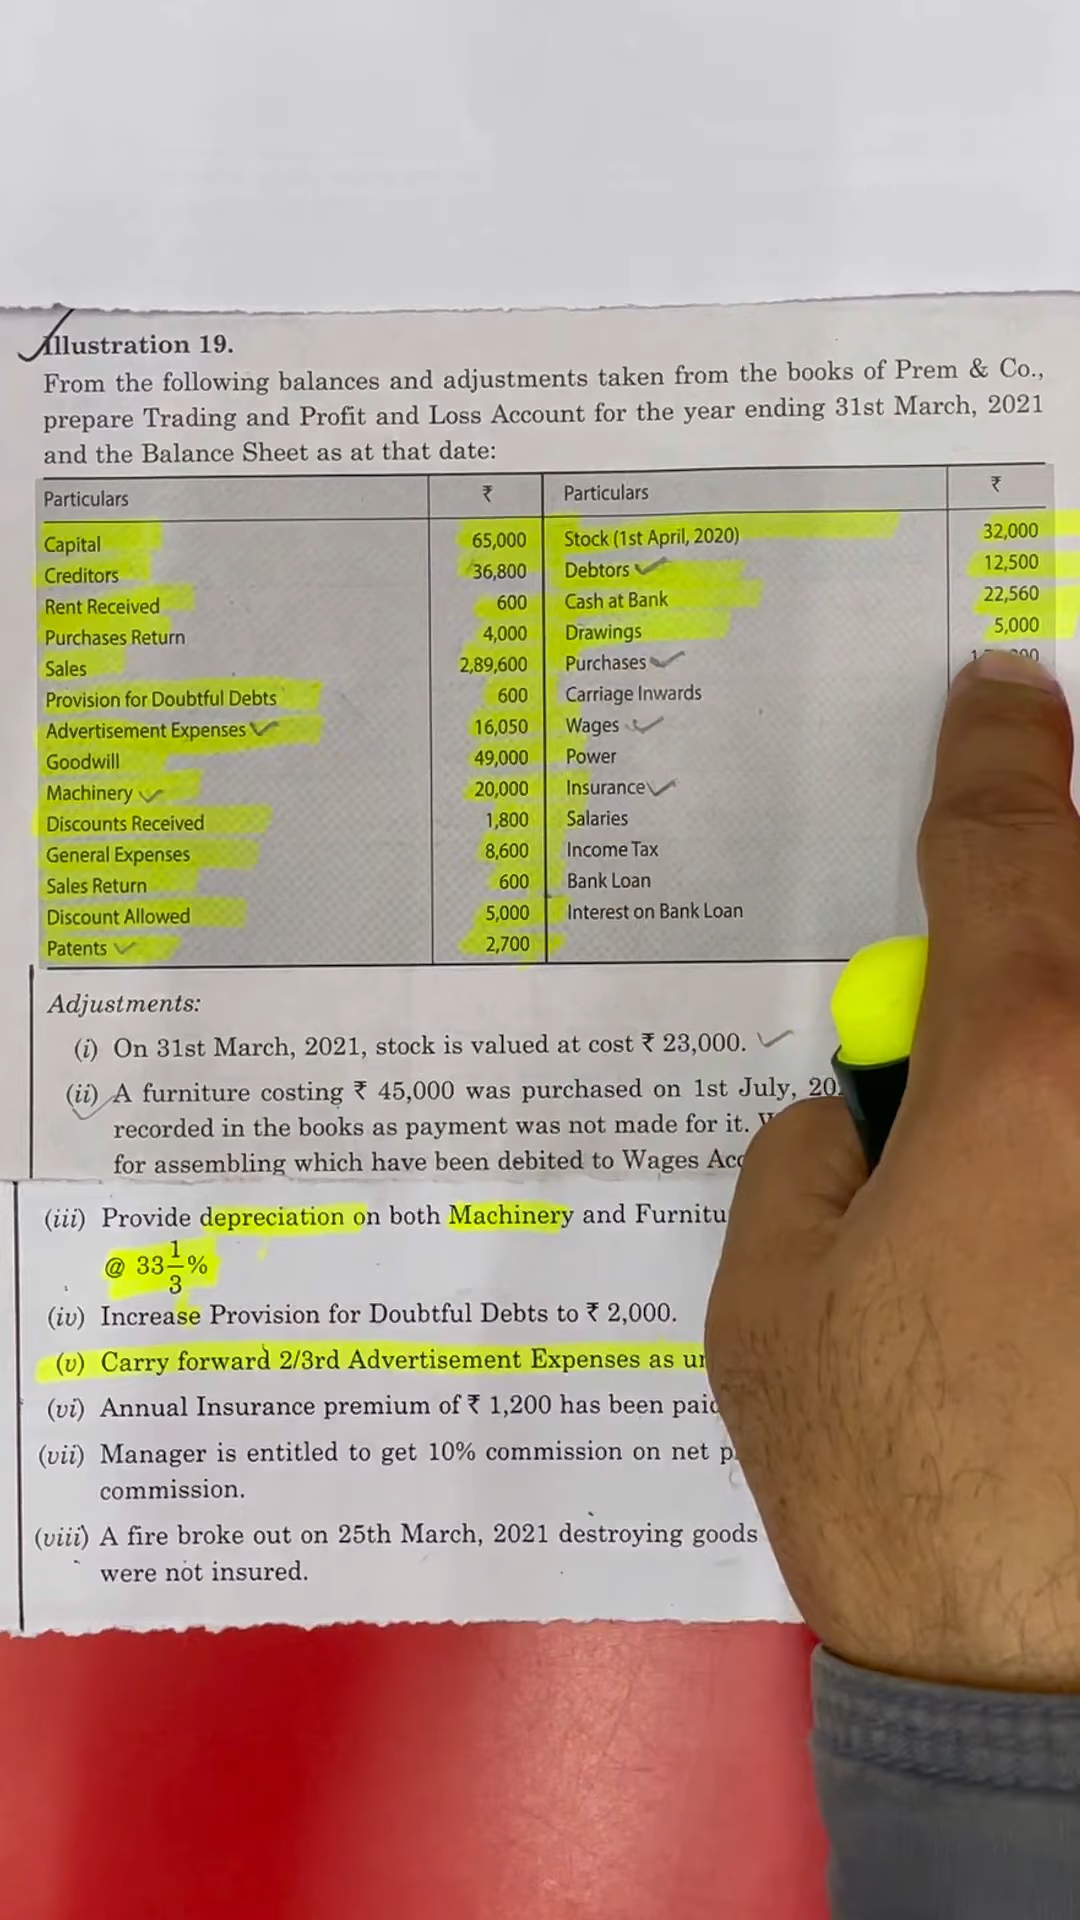 Illustration 19.
From the following balances and adjustments taken from the books of Prem & Co.,
prepare Trading and Profit and Loss Account for the year ending 31st March, 2021
and the Balance Sheet as at that date:
Particulars ₹ Particulars ₹
Capital 65,000 Stock (1st April, 2020) 32,000
Creditors 36,800 Debtors 12,500
Rent Received 600 Cash at Bank 22,560
Purchases Return 4,000 Drawings 5,000
Sales 2,89,600 Purchases
Provision for Doubtful Debts 600 Carriage Inwards
Advertisement Expenses 16,050 Wages
Goodwill 49,000 Power
Machinery 20,000 Insurance
Discounts Received 1,800 Salaries
General Expenses 8,600 Income Tax
Sales Return 600 Bank Loan
Discount Allowed 5,000 Interest on Bank Loan
Patents 2,700
Adjustments:
(i) On 31st March, 2021, stock is valued at cost ₹ 23,000.
(ii) A furniture costing ₹ 45,000 was purchased on 1st July,
recorded in the books as payment was not made for it.
for assembling which have been debited to Wages
(iii) Provide depreciation on both Machinery and
@ 33 1/3%
(iv) Increase Provision for Doubtful Debts to ₹ 2,000.
(v) Carry forward 2/3rd Advertisement Expenses as
(vi) Annual Insurance premium of ₹ 1,200 has been
(vii) Manager is entitled to get 10% commission on net
commission.
(viii) A fire broke out on 25th March, 2021 destroying goods
were not insured.